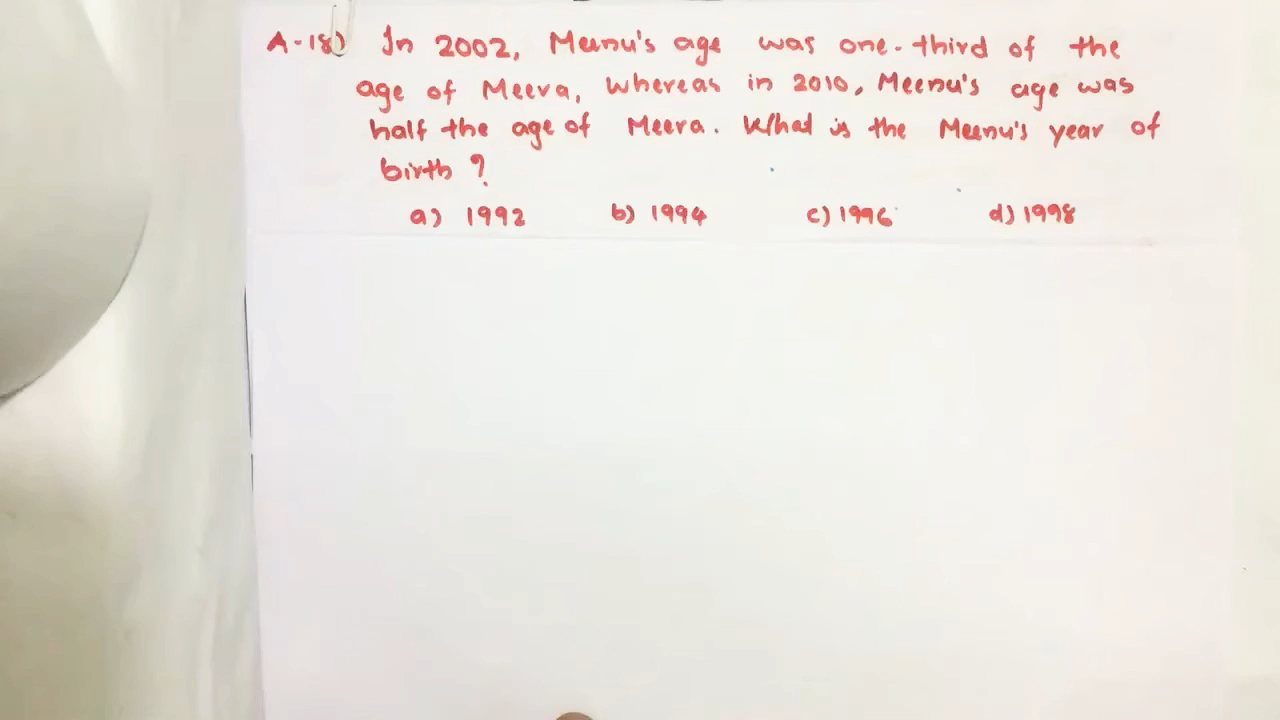 A-18) In 2002, Meenu's age was one-third of the
age of Meera, whereas in 2010, Meenu's age was
half the age of Meera. What is the Meenu's year of
birth ?
a) 1992 b) 1994 c) 1996 d) 1998